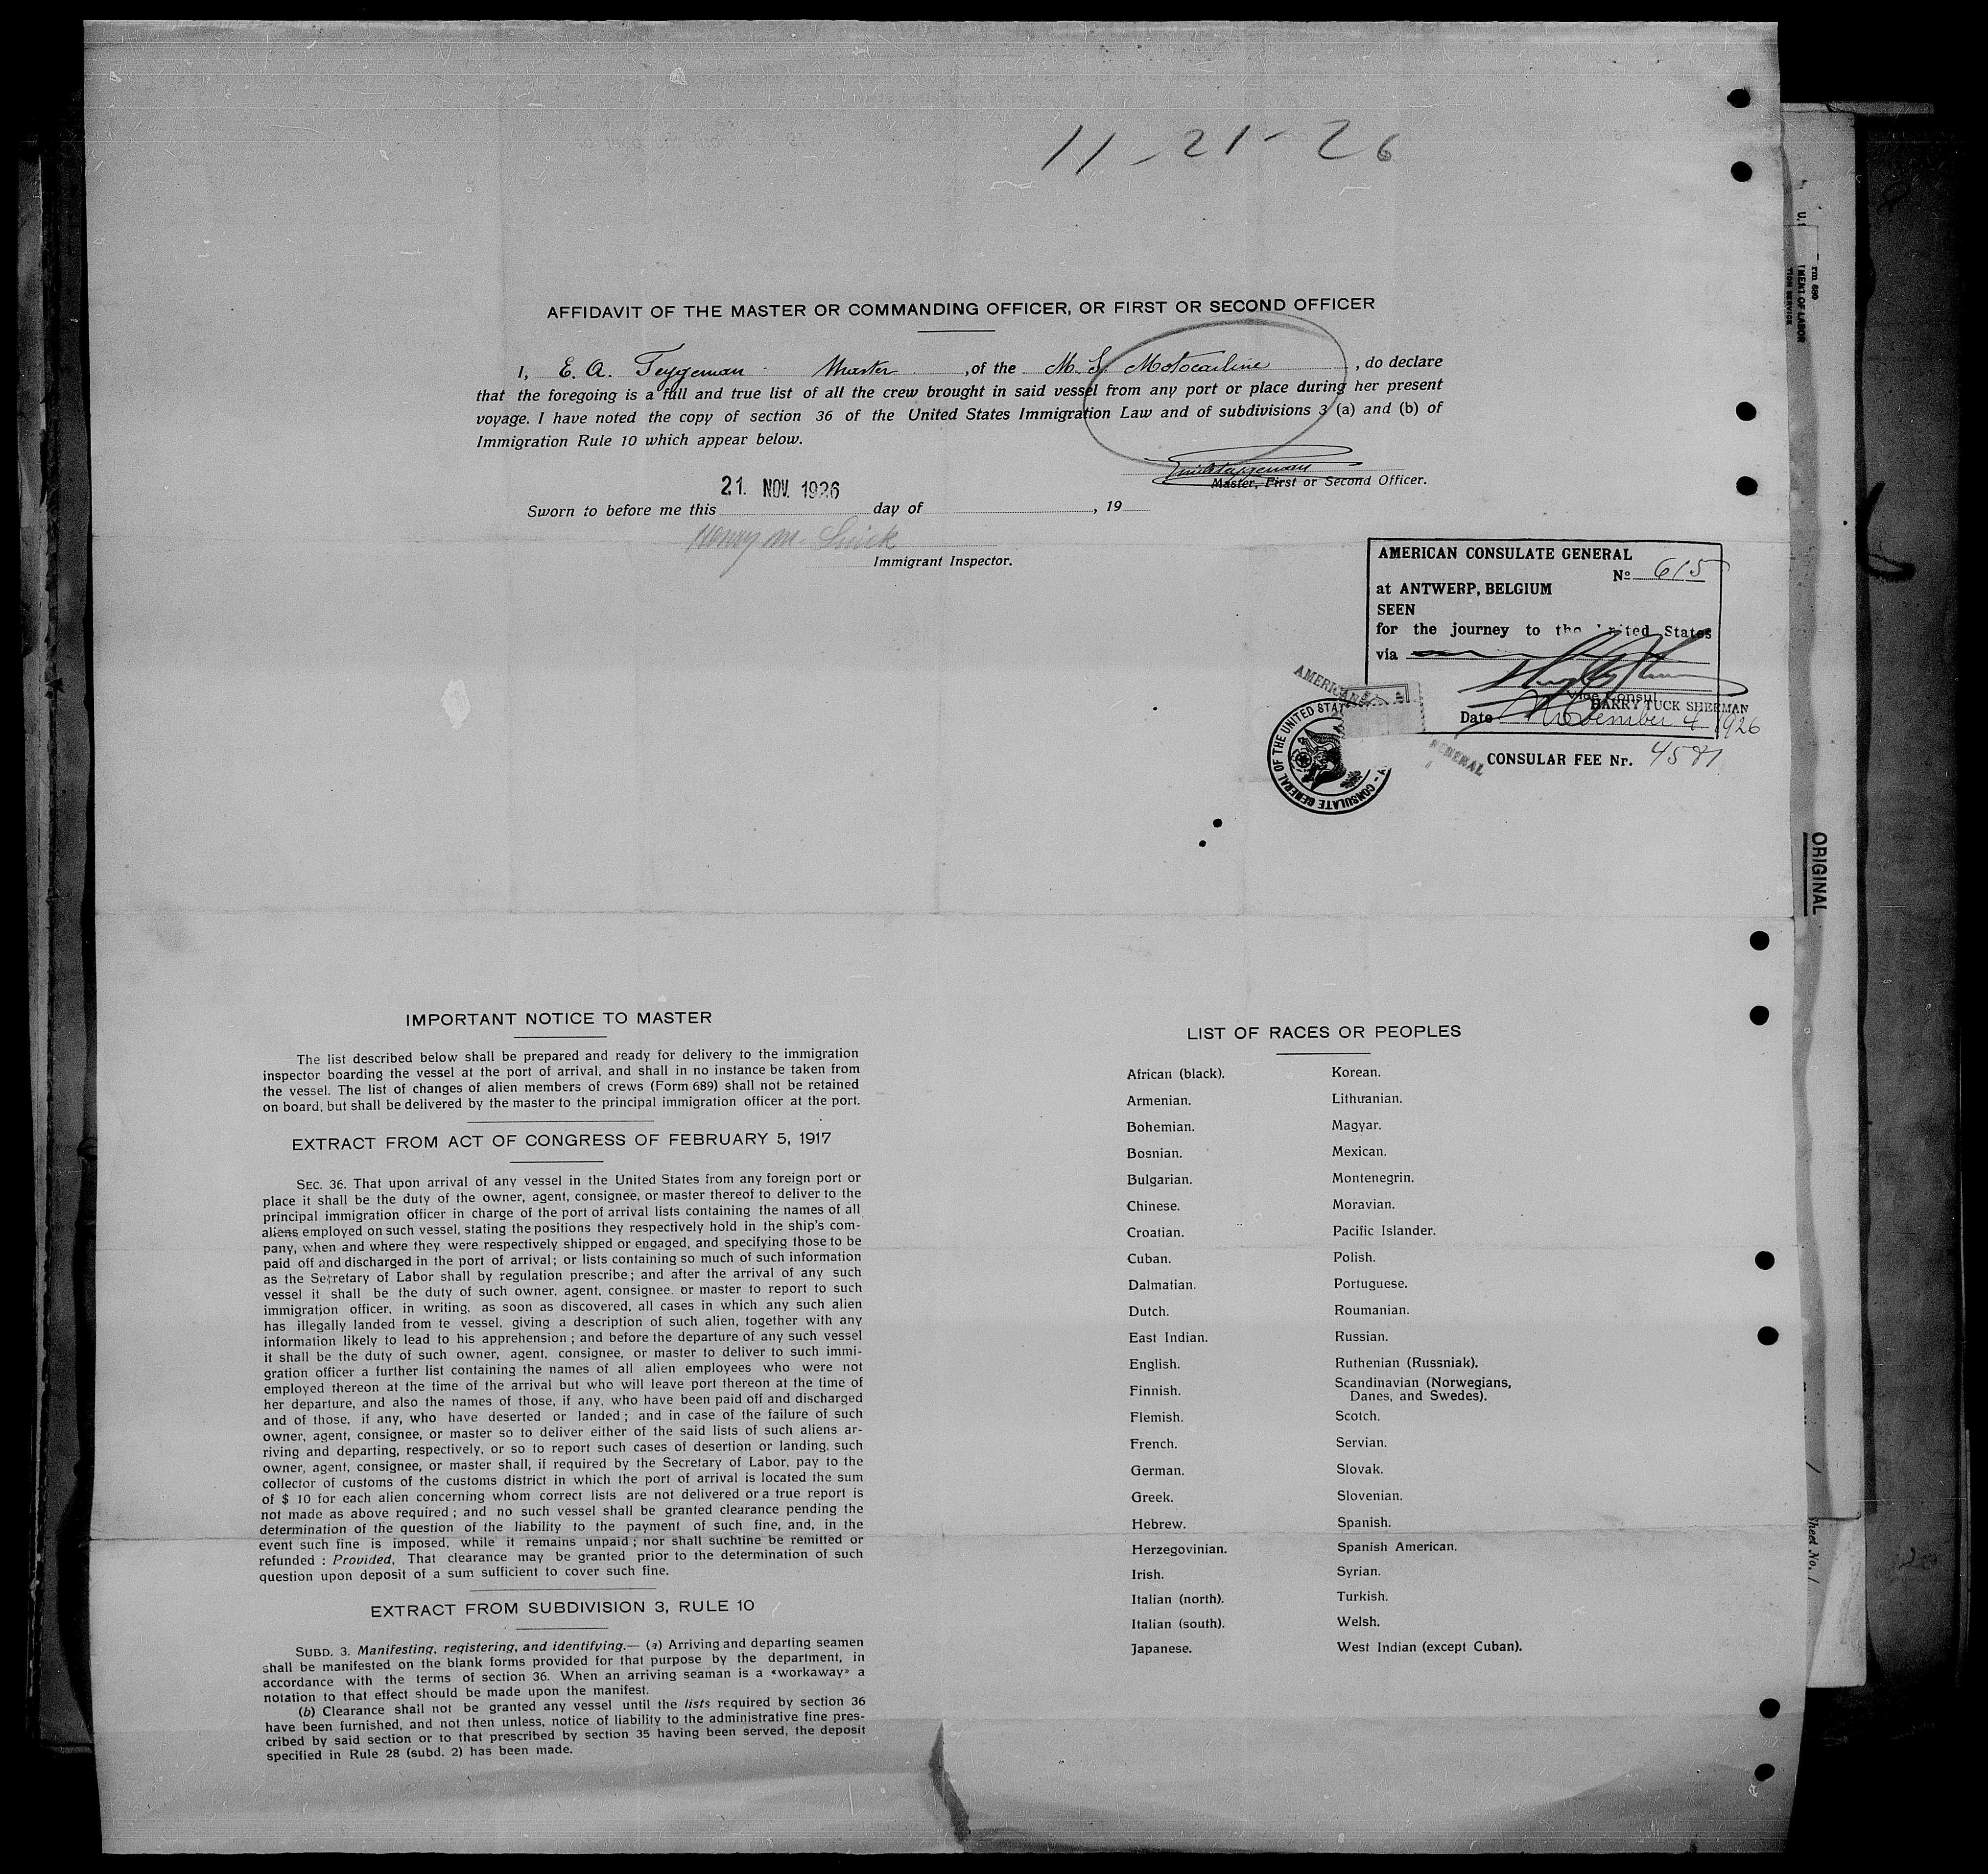 11-21-26
AFFIDAVIT OF THE MASTER OR COMMANDING OFFICER, OR FIRST OR SECOND OFFICER
I, E. A. Teggeman Master, of the M. S. Motocarline, do declare
that the foregoing is a full and true list of all the crew brought in said vessel from any port or place during her present
voyage. I have noted the copy of section 36 of the United States Immigration Law and of subdivisions 3 (a) and (b) of
Immigration Rule 10 which appear below.
Master, First or Second Officer.
21. NOV. 1926
Sworn to before me this day of , 19
Henry M.
Immigrant Inspector.
AMERICAN CONSULATE GENERAL
No 615
at ANTWERP, BELGIUM
SEEN
for the journey to the United States
via
Vice Consul
HARRY TUCK SHERMAN
Date November 4 1926
AMERICAN
GENERAL
CONSULATE GENERAL OF THE UNITED STAT
CONSULAR FEE Nr. 4581
IMPORTANT NOTICE TO MASTER
The list described below shall be prepared and ready for delivery to the immigration
inspector boarding the vessel at the port of arrival, and shall in no instance be taken from
the vessel. The list of changes of alien members of crews (Form 689) shall not be retained
on board, but shall be delivered by the master to the principal immigration officer at the port.
EXTRACT FROM ACT OF CONGRESS OF FEBRUARY 5, 1917
SEC. 36. That upon arrival of any vessel in the United States from any foreign port or
place it shall be the duty of the owner, agent, consignee, or master thereof to deliver to the
principal immigration officer in charge of the port of arrival lists containing the names of all
aliens employed on such vessel, stating the positions they respectively hold in the ship's com-
pany, when and where they were respectively shipped or engaged, and specifying those to be
paid off and discharged in the port of arrival; or lists containing so much of such information
as the Secretary of Labor shall by regulation prescribe; and after the arrival of any such
vessel it shall be the duty of such owner, agent, consignee. or master to report to such
immigration officer, in writing, as soon as discovered, all cases in which any such alien
has illegally landed from te vessel, giving a description of such alien, together with any
information likely to lead to his apprehension; and before the departure of any such vessel
it shall be the duty of such owner, agent, consignee, or master to deliver to such immi-
gration officer a further list containing the names of all alien employees who were not
employed thereon at the time of the arrival but who will leave port thereon at the time of
her departure, and also the names of those, if any, who have been paid off and discharged
and of those, if any, who have deserted or landed; and in case of the failure of such
owner, agent, consignee, or master so to deliver either of the said lists of such aliens ar-
riving and departing, respectively, or so to report such cases of desertion or landing, such
owner, agent, consignee, or master shall, if required by the Secretary of Labor, pay to the
collector of customs of the customs district in which the port of arrival is located the sum
of $ 10 for each alien concerning whom correct lists are not delivered or a true report is
not made as above required; and no such vessel shall be granted clearance pending the
determination of the question of the liability to the payment of such fine, and, in the
event such fine is imposed, while it remains unpaid; nor shall suchfine be remitted or
refunded: Provided, That clearance may be granted prior to the determination of such
question upon deposit of a sum sufficient to cover such fine.
EXTRACT FROM SUBDIVISION 3, RULE 10
SUBD. 3. Manifesting, registering, and identifying.— (a) Arriving and departing seamen
shall be manifested on the blank forms provided for that purpose by the department, in
accordance with the terms of section 36. When an arriving seaman is a «workaway» a
notation to that effect should be made upon the manifest.
(b) Clearance shall not be granted any vessel until the lists required by section 36
have been furnished, and not then unless, notice of liability to the administrative fine pres-
cribed by said section or to that prescribed by section 35 having been served, the deposit
specified in Rule 28 (subd. 2) has been made.
LIST OF RACES OR PEOPLES
African (black).
Armenian.
Bohemian.
Bosnian.
Bulgarian.
Chinese.
Croatian.
Cuban.
Dalmatian.
Dutch.
East Indian.
English.
Finnish.
Flemish.
French.
German.
Greek.
Hebrew.
Herzegovinian.
Irish.
Italian (north).
Italian (south).
Japanese.
Korean.
Lithuanian.
Magyar.
Mexican.
Montenegrin.
Moravian.
Pacific Islander.
Polish.
Portuguese.
Roumanian.
Russian.
Ruthenian (Russniak).
Scandinavian (Norwegians,
Danes, and Swedes).
Scotch.
Servian.
Slovak.
Slovenian.
Spanish.
Spanish American.
Syrian.
Turkish.
Welsh.
West Indian (except Cuban).
rm 680
TMENT OF LABOR
TION SERVICE
ORIGINAL
Sheet No. 1